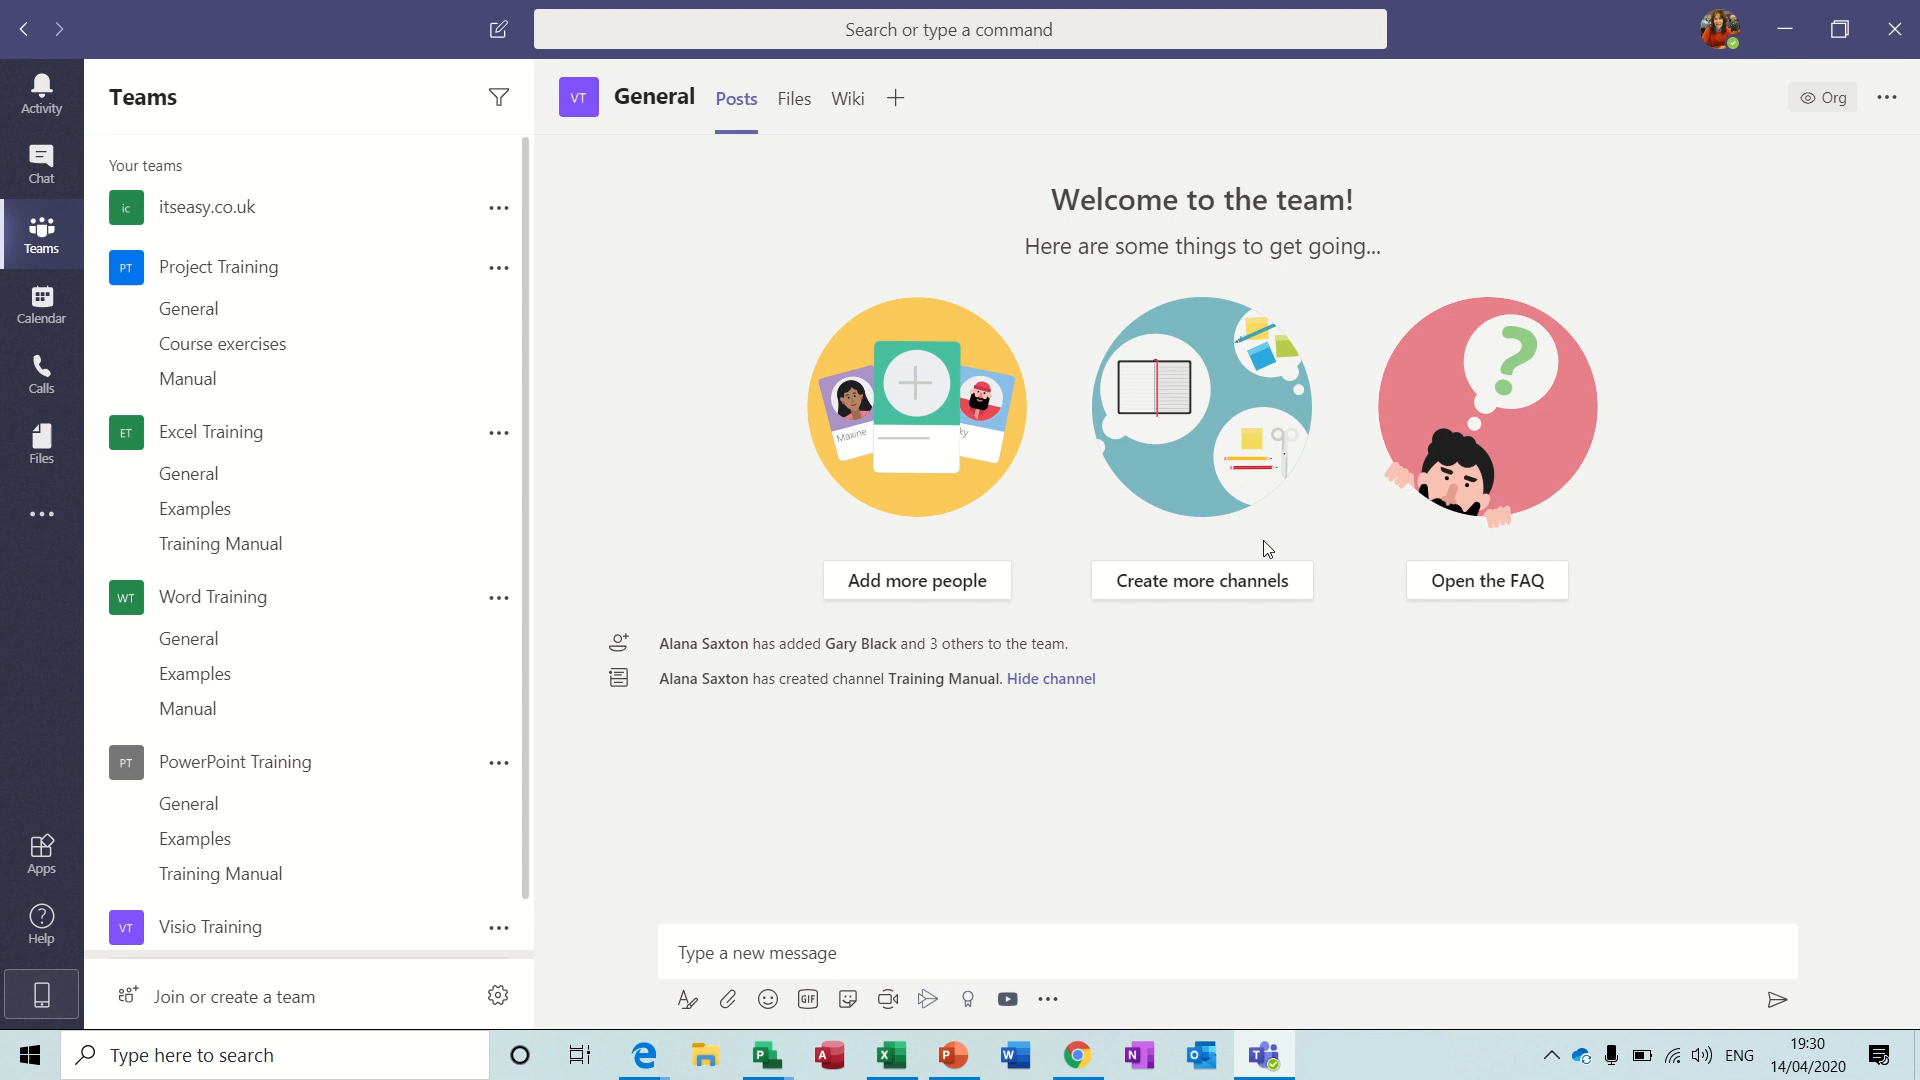 Search or type a command
Activity
Chat
Teams
Calendar
Calls
Files
Apps
Help
Teams
Your teams
ic itseasy.co.uk
PT Project Training
General
Course exercises
Manual
ET Excel Training
General
Examples
Training Manual
WT Word Training
General
Examples
Manual
PT PowerPoint Training
General
Examples
Training Manual
VT Visio Training
Join or create a team
VT General Posts Files Wiki
Org
Welcome to the team!
Here are some things to get going...
Maxine
ky
Add more people
Create more channels
Open the FAQ
Alana Saxton has added Gary Black and 3 others to the team.
Alana Saxton has created channel Training Manual. Hide channel
Type a new message
GIF
Type here to search
ENG
19:30
14/04/2020